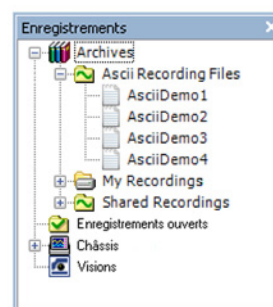 Enregistrements
Archives
Ascii Recording Files
AsciiDemo1
AsciiDemo2
AsciiDemo3
AsciiDemo4
My Recordings
Shared Recordings
Enregistrements ouverts
Châssis
Visions